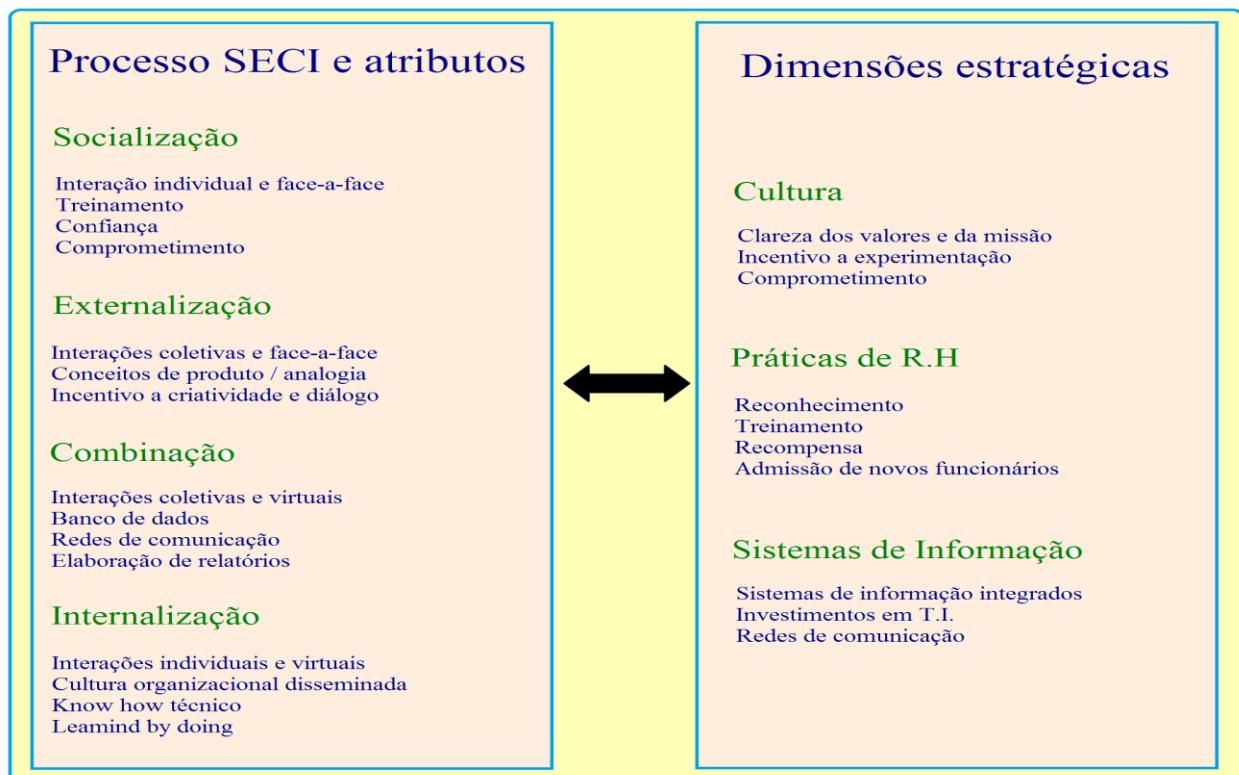 Processo SECI e atributos
Socialização
Interação individual e face-a-face
Treinamento
Confiança
Comprometimento
Externalização
Interações coletivas e face-a-face
Conceitos de produto / analogia
Incentivo a criatividade e diálogo
Combinação
Interações coletivas e virtuais
Banco de dados
Redes de comunicação
Elaboração de relatórios
Internalização
Interações individuais e virtuais
Cultura organizacional disseminada
Know how técnico
Leamind by doing
Dimensões estratégicas
Cultura
Clareza dos valores e da missão
Incentivo a experimentação
Comprometimento
Práticas de R.H
Reconhecimento
Treinamento
Recompensa
Admissão de novos funcionários
Sistemas de Informação
Sistemas de informação integrados
Investimentos em T.I.
Redes de comunicação